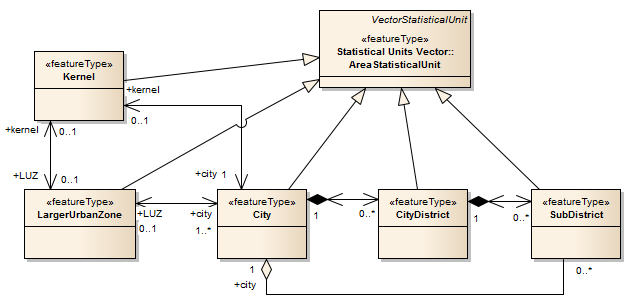 VectorStatisticalUnit
«featureType»
Statistical Units Vector::
AreaStatisticalUnit
«featureType»
Kernel
+kernel
0..1
+kernel
0..1
+LUZ
0..1
+city
1
«featureType»
LargerUrbanZone
+LUZ
0..1
+city
1..*
«featureType»
City
1
0..*
«featureType»
CityDistrict
1
0..*
«featureType»
SubDistrict
1
+city
0..*